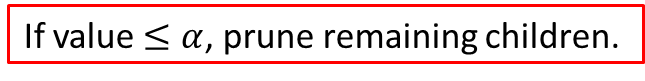 If value ≤ α, prune remaining children.